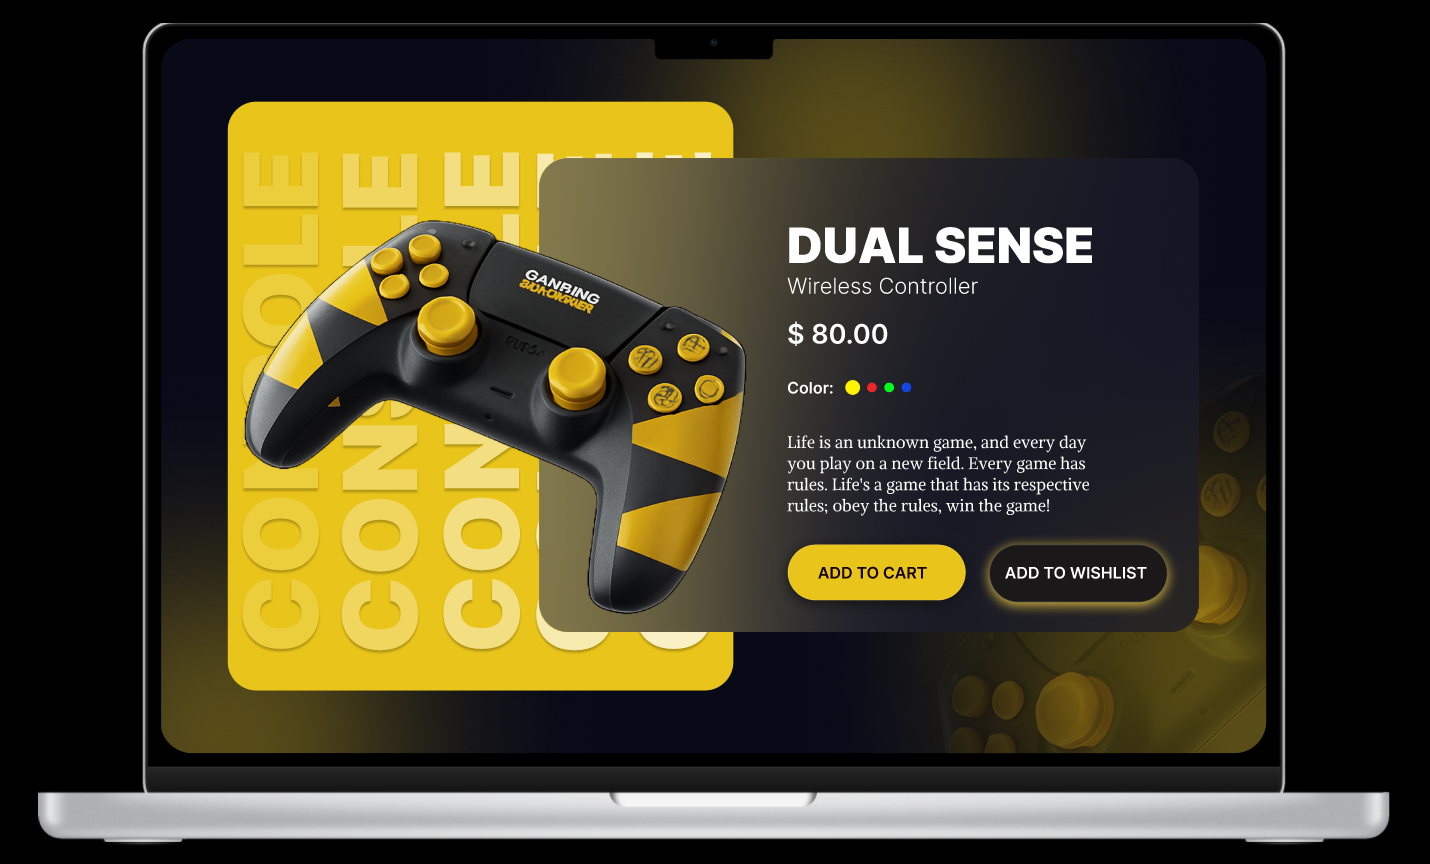 CONSOLE
CONSOLE
CONSOLE
GANBING
DUAL SENSE
Wireless Controller
$ 80.00
Color:
Life is an unknown game, and every day
you play on a new field. Every game has
rules. Life's a game that has its respective
rules; obey the rules, win the game!
ADD TO CART
ADD TO WISHLIST